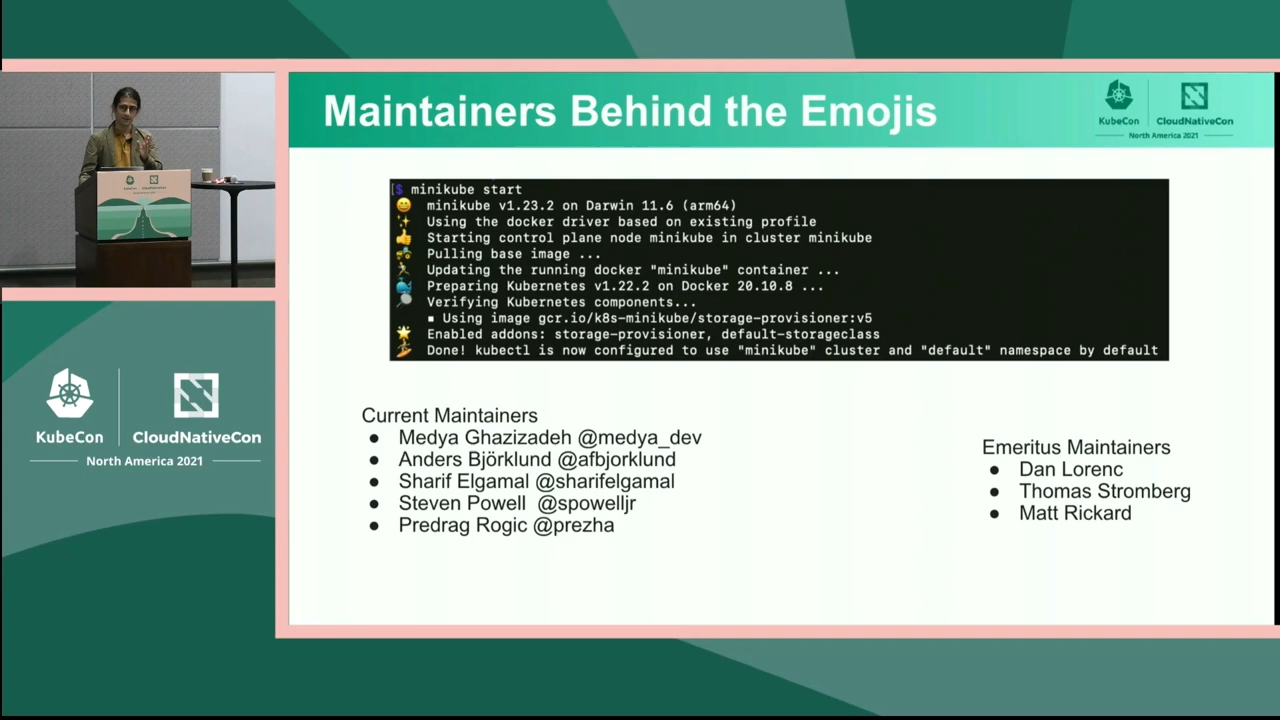 Maintainers Behind the Emojis
KubeCon
CloudNativeCon
North America 2021
[$ minikube start
😄 minikube v1.23.2 on Darwin 11.6 (arm64)
✨ Using the docker driver based on existing profile
👍 Starting control plane node minikube in cluster minikube
🚜 Pulling base image ...
🏃 Updating the running docker "minikube" container ...
🐳 Preparing Kubernetes v1.22.2 on Docker 20.10.8 ...
🔎 Verifying Kubernetes components...
▪ Using image gcr.io/k8s-minikube/storage-provisioner:v5
🌟 Enabled addons: storage-provisioner, default-storageclass
🏄 Done! kubectl is now configured to use "minikube" cluster and "default" namespace by default
Current Maintainers
● Medya Ghazizadeh @medya_dev
● Anders Björklund @afbjorklund
● Sharif Elgamal @sharifelgamal
● Steven Powell @spowelljr
● Predrag Rogic @prezha
Emeritus Maintainers
● Dan Lorenc
● Thomas Stromberg
● Matt Rickard
KubeCon
CloudNativeCon
North America 2021